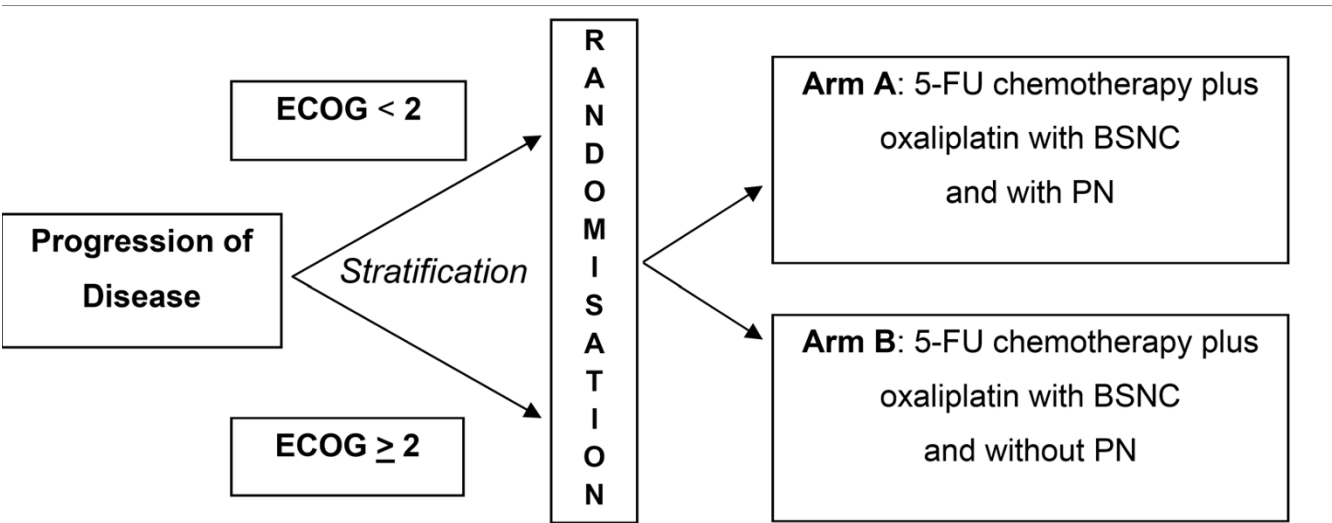 Progression of
Disease
ECOG < 2
Stratification
ECOG ≥ 2
R
A
N
D
O
M
I
S
A
T
I
O
N
Arm A: 5-FU chemotherapy plus
oxaliplatin with BSNC
and with PN
Arm B: 5-FU chemotherapy plus
oxaliplatin with BSNC
and without PN